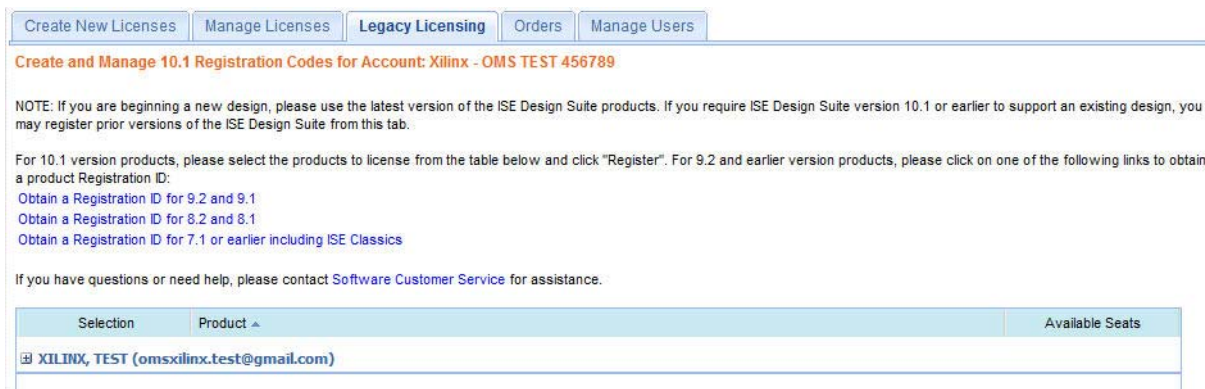 Create New Licenses Manage Licenses Legacy Licensing Orders Manage Users
Create and Manage 10.1 Registration Codes for Account: Xilinx - OMS TEST 456789
NOTE: If you are beginning a new design, please use the latest version of the ISE Design Suite products. If you require ISE Design Suite version 10.1 or earlier to support an existing design, you
may register prior versions of the ISE Design Suite from this tab.
For 10.1 version products, please select the products to license from the table below and click "Register". For 9.2 and earlier version products, please click on one of the following links to obtain
a product Registration ID:
Obtain a Registration ID for 9.2 and 9.1
Obtain a Registration ID for 8.2 and 8.1
Obtain a Registration ID for 7.1 or earlier including ISE Classics
If you have questions or need help, please contact Software Customer Service for assistance.
Selection Product Available Seats
XILINX, TEST (omsxilinx.test@gmail.com)